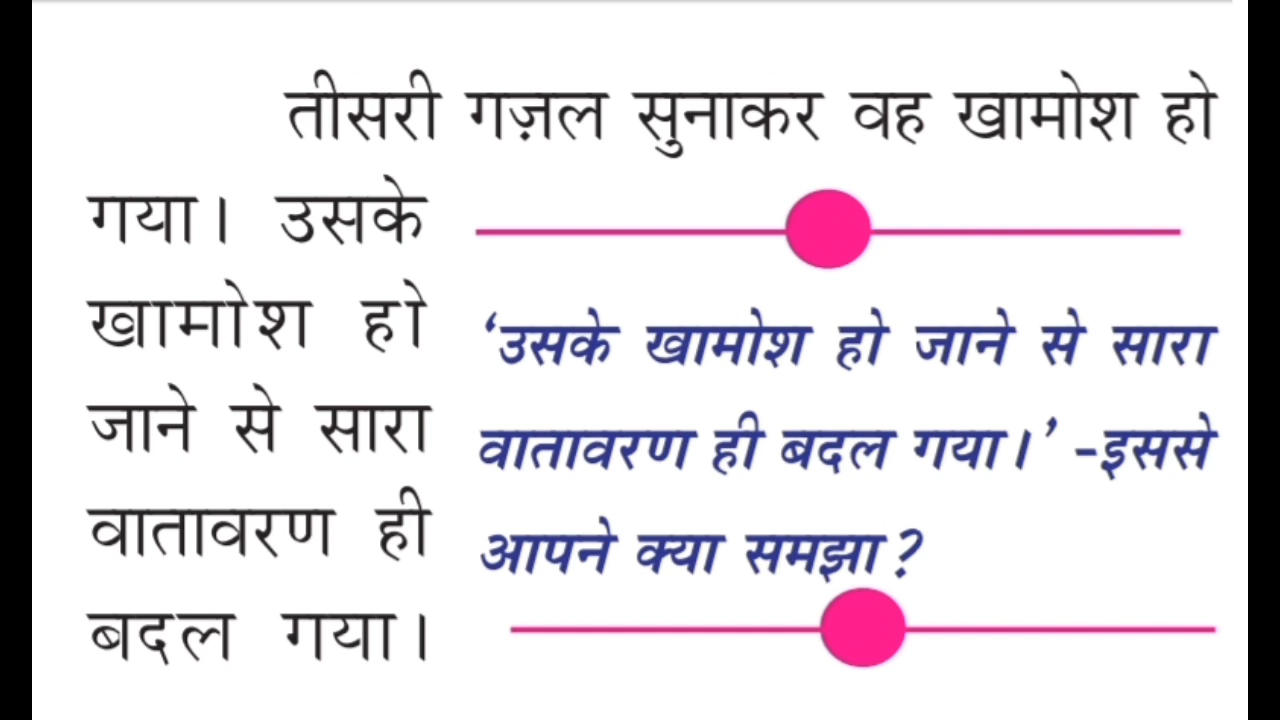 तीसरी गज़ल सुनाकर वह खामोश हो
गया। उसके
खामोश हो
जाने से सारा
वातावरण ही
बदल गया।
‘उसके खामोश हो जाने से सारा
वातावरण ही बदल गया।’ -इससे
आपने क्या समझा?